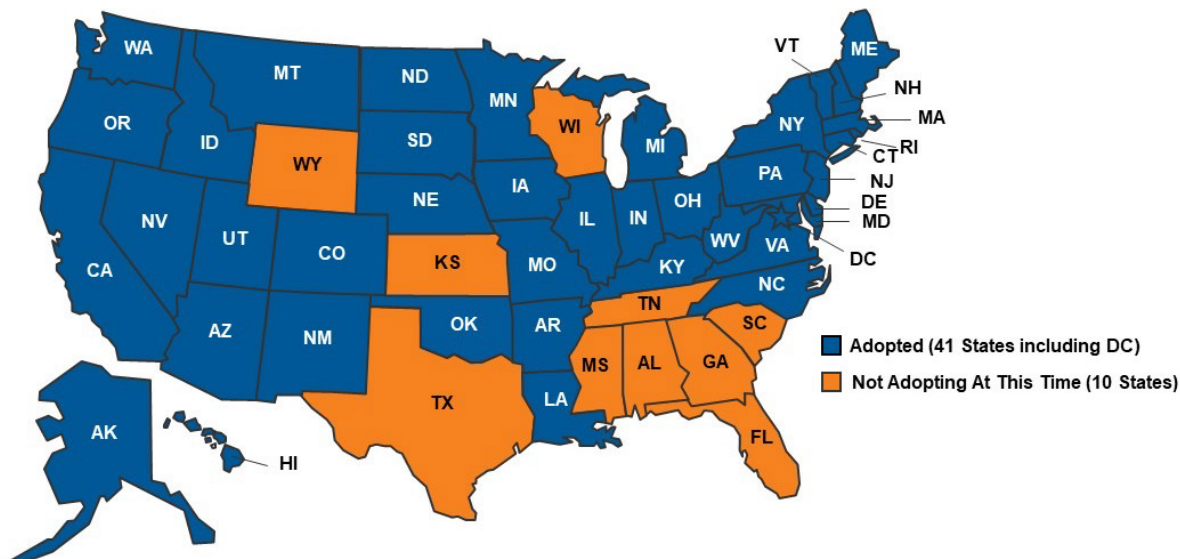 WA
MT
ND
MN
VT
ME
NH
MA
RI
CT
NJ
DE
MD
DC
OR
ID
WY
SD
WI
MI
NY
PA
NE
IA
IL
IN
OH
NV
UT
CO
KS
MO
WV
VA
KY
CA
AZ
NM
OK
AR
TN
NC
SC
MS
AL
GA
TX
LA
FL
AK
HI
Adopted (41 States including DC)
Not Adopting At This Time (10 States)